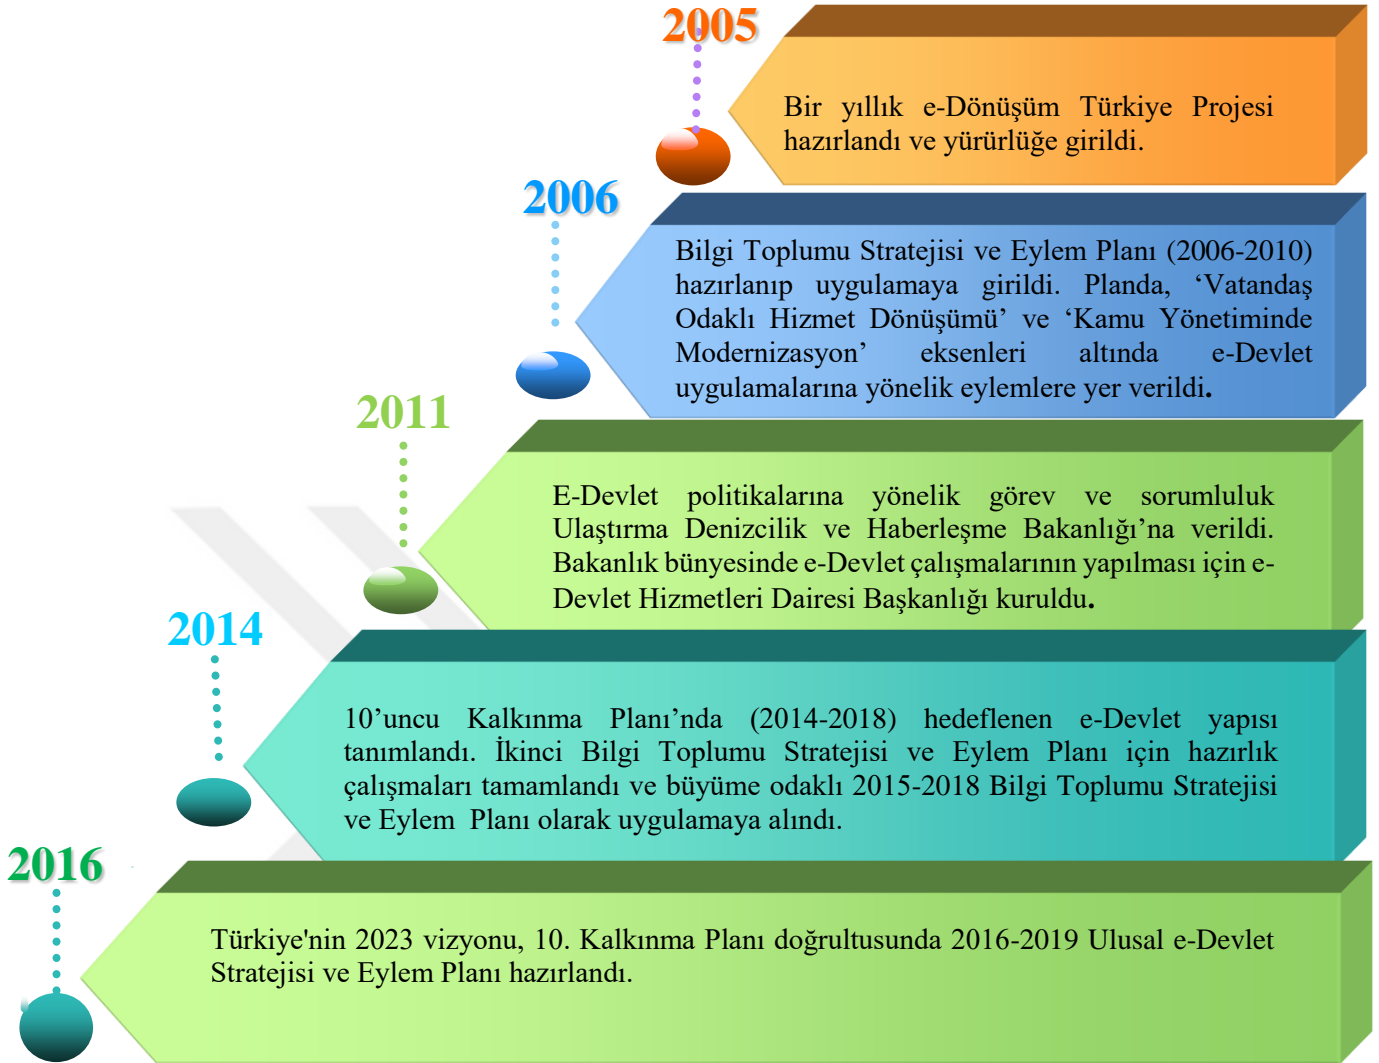 2005
Bir yıllık e-Dönüşüm Türkiye Projesi
hazırlandı ve yürürlüğe girildi.
2006
Bilgi Toplumu Stratejisi ve Eylem Planı (2006-2010)
hazırlanıp uygulamaya girildi. Planda, ‘Vatandaş
Odaklı Hizmet Dönüşümü’ ve ‘Kamu Yönetiminde
Modernizasyon’ eksenleri altında e-Devlet
uygulamalarına yönelik eylemlere yer verildi.
2011
E-Devlet politikalarına yönelik görev ve sorumluluk
Ulaştırma Denizcilik ve Haberleşme Bakanlığı’na verildi.
Bakanlık bünyesinde e-Devlet çalışmalarının yapılması için e-
Devlet Hizmetleri Dairesi Başkanlığı kuruldu.
2014
10’uncu Kalkınma Planı’nda (2014-2018) hedeflenen e-Devlet yapısı
tanımlandı. İkinci Bilgi Toplumu Stratejisi ve Eylem Planı için hazırlık
çalışmaları tamamlandı ve büyüme odaklı 2015-2018 Bilgi Toplumu Stratejisi
ve Eylem Planı olarak uygulamaya alındı.
2016
Türkiye'nin 2023 vizyonu, 10. Kalkınma Planı doğrultusunda 2016-2019 Ulusal e-Devlet
Stratejisi ve Eylem Planı hazırlandı.